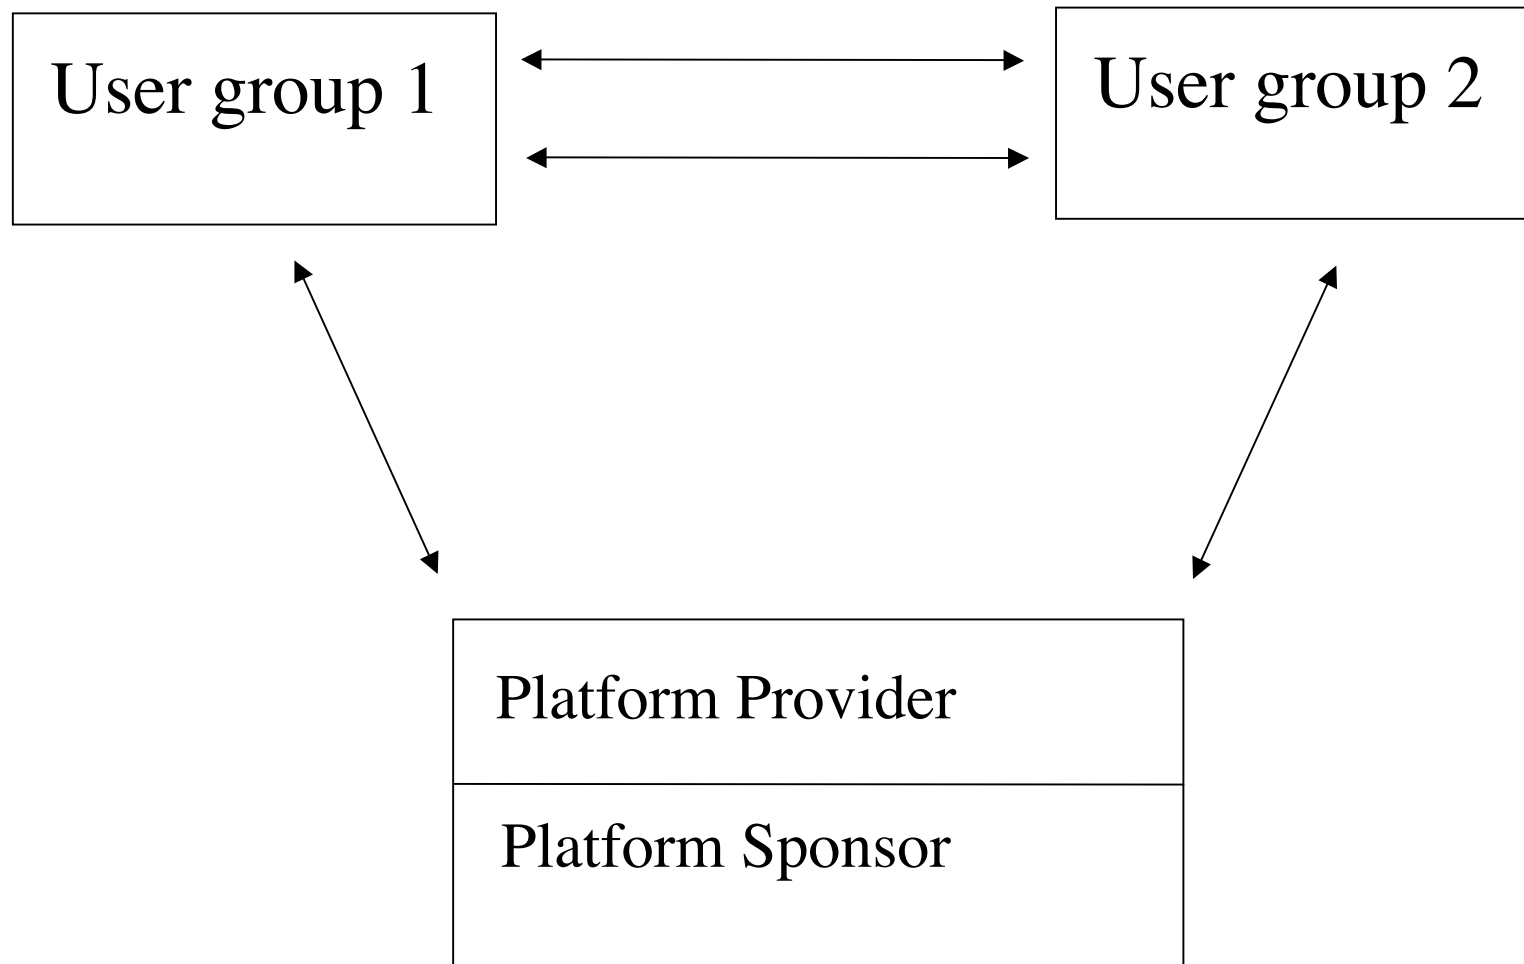 User group 1
User group 2
Platform Provider
Platform Sponsor